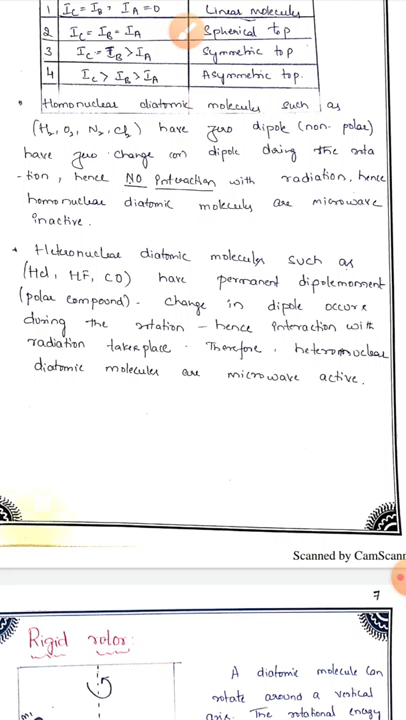 1 IC = IB, IA = 0 Linear molecules
2 IC = IB = IA Spherical top
3 IC = IB > IA Symmetric top
4 IC > IB > IA Asymmetric top.
• Homonuclear diatomic molecules such as
(H2, O2, N2, Cl2) have zero dipole (non-polar)
have zero change on dipole during the rota
-tion, hence NO Interaction with radiation, hence
homonuclear diatomic molecules are microwave
inactive.
• Heteronuclear diatomic molecules such as
(Hcl, HF, CO) have permanent dipolemoment
(polar compound). Change in dipole occurs
during the rotation - hence interaction with
radiation takes place. Therefore, heteronuclear
diatomic molecules are microwave active.
Scanned by CamScann
7
Rigid rotor:
A diatomic molecule can
rotate around a vertical
axis. The rotational energy
m1